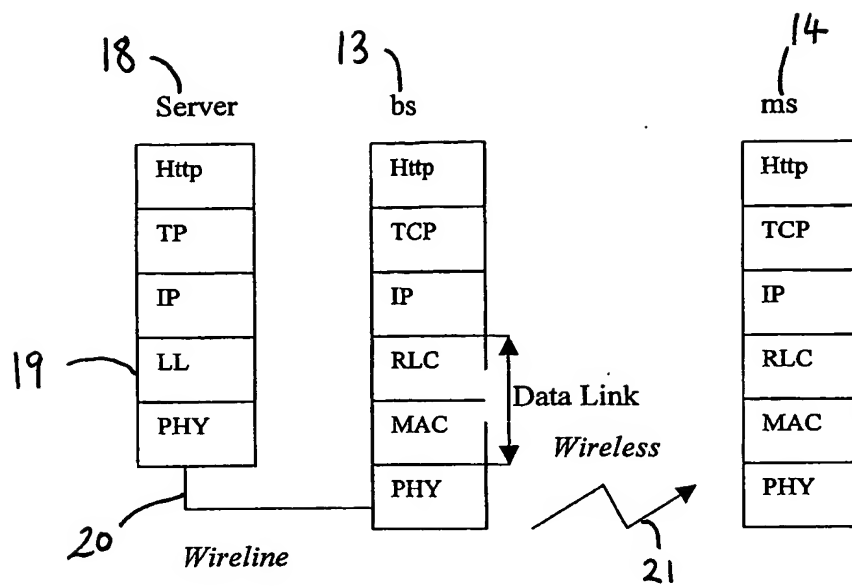 18
13
14
Server
bs
ms
Http
Http
Http
TP
TCP
TCP
IP
IP
IP
19
LL
RLC
RLC
Data Link
PHY
MAC
MAC
Wireless
PHY
PHY
20
Wireline
21